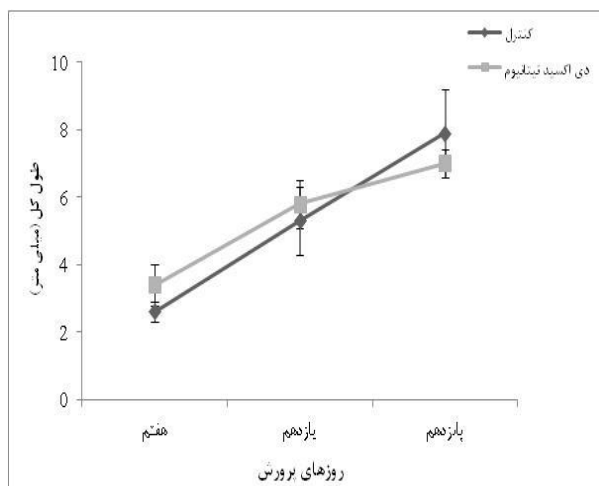 کنترل
دی اکسید تیتانیوم
10
8
6
4
2
0
طول کل (میلی متر)
هفتم
یازدهم
پانزدهم
روزهای پرورش